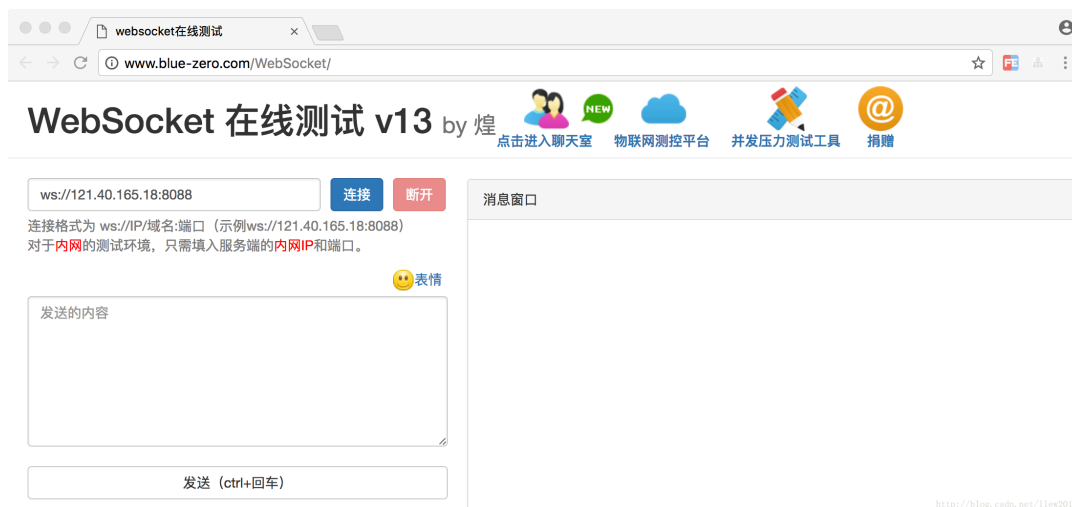 websocket在线测试
www.blue-zero.com/WebSocket/
FE
WebSocket 在线测试 v13 by 煌
NEW
点击进入聊天室 物联网测控平台 并发压力测试工具 捐赠
ws://121.40.165.18:8088 连接 断开
连接格式为 ws://IP/域名:端口（示例ws://121.40.165.18:8088）
对于内网的测试环境，只需填入服务端的内网IP和端口。
表情
发送的内容
发送（ctrl+回车）
消息窗口